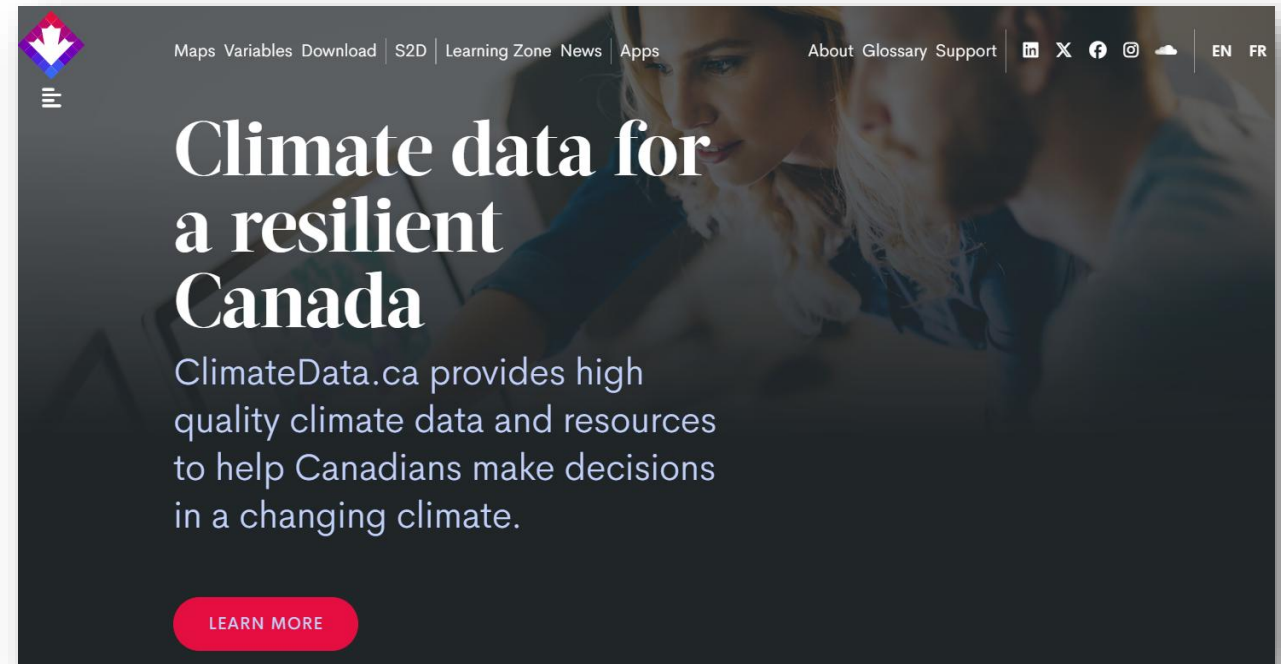 Maps Variables Download S2D Learning Zone News Apps About Glossary Support EN FR
Climate data for
a resilient
Canada
ClimateData.ca provides high
quality climate data and resources
to help Canadians make decisions
in a changing climate.
LEARN MORE